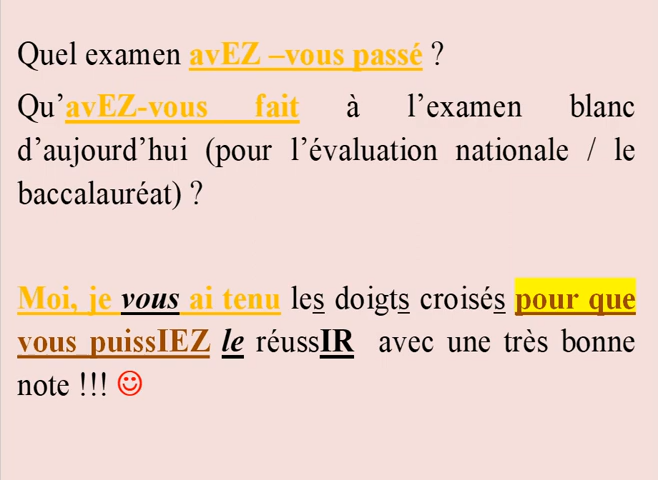 Quel examen avEZ –vous passé ?
Qu’avEZ-vous fait à l’examen blanc
d’aujourd’hui (pour l’évaluation nationale / le
baccalauréat) ?
Moi, je vous ai tenu les doigts croisés pour que
vous puissIEZ le réussIR avec une très bonne
note !!! ☺